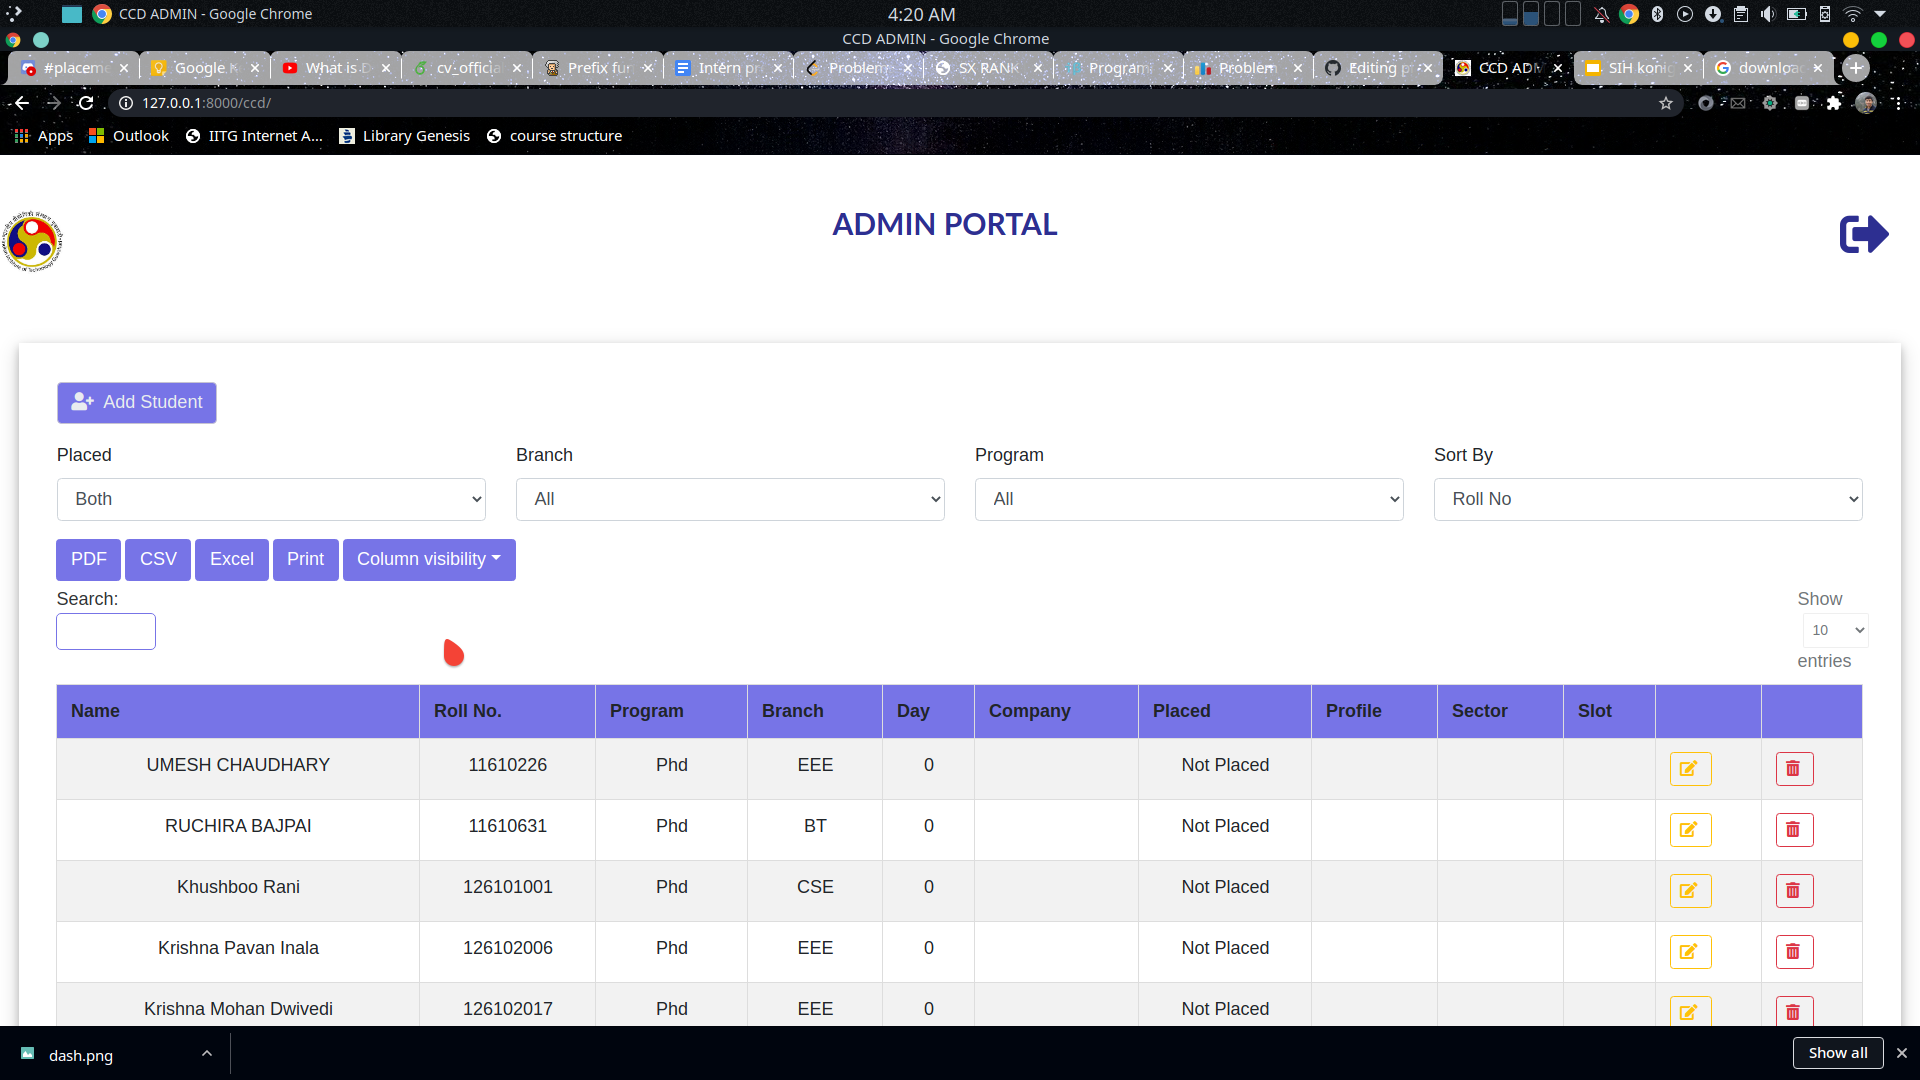 CCD ADMIN - Google Chrome
4:20 AM
CCD ADMIN - Google Chrome
#placeme
Google
What is
cv_officia
Prefix fu
Intern pr
Problem
SX RANK
Program
Problem
Editing
CCD AD
SIH konig
downloa
127.0.0.1:8000/ccd/
Apps
Outlook
IITG Internet A...
Library Genesis
course structure
ADMIN PORTAL
Add Student
Placed Branch Program Sort By
Both All All Roll No
PDF CSV Excel Print Column visibility
Search:
Show
10
entries
Name Roll No. Program Branch Day Company Placed Profile Sector Slot
UMESH CHAUDHARY 11610226 Phd EEE 0 Not Placed
RUCHIRA BAJPAI 11610631 Phd BT 0 Not Placed
Khushboo Rani 126101001 Phd CSE 0 Not Placed
Krishna Pavan Inala 126102006 Phd EEE 0 Not Placed
Krishna Mohan Dwivedi 126102017 Phd EEE 0 Not Placed
dash.png
Show all